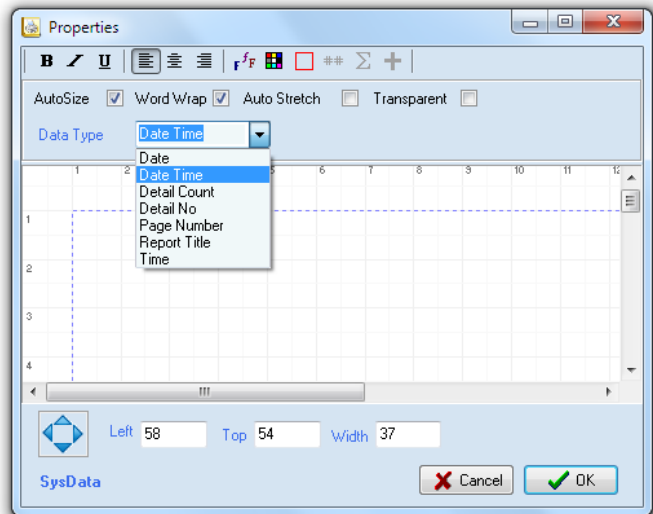 Properties
B I U F f F ## Σ
AutoSize Word Wrap Auto Stretch Transparent
Data Type Date Time
Date
Date Time
Detail Count
Detail No
Page Number
Report Title
Time
1 2 5 6 7 8 9 10 11 12
1
2
3
4
Left 58 Top 54 Width 37
SysData Cancel OK